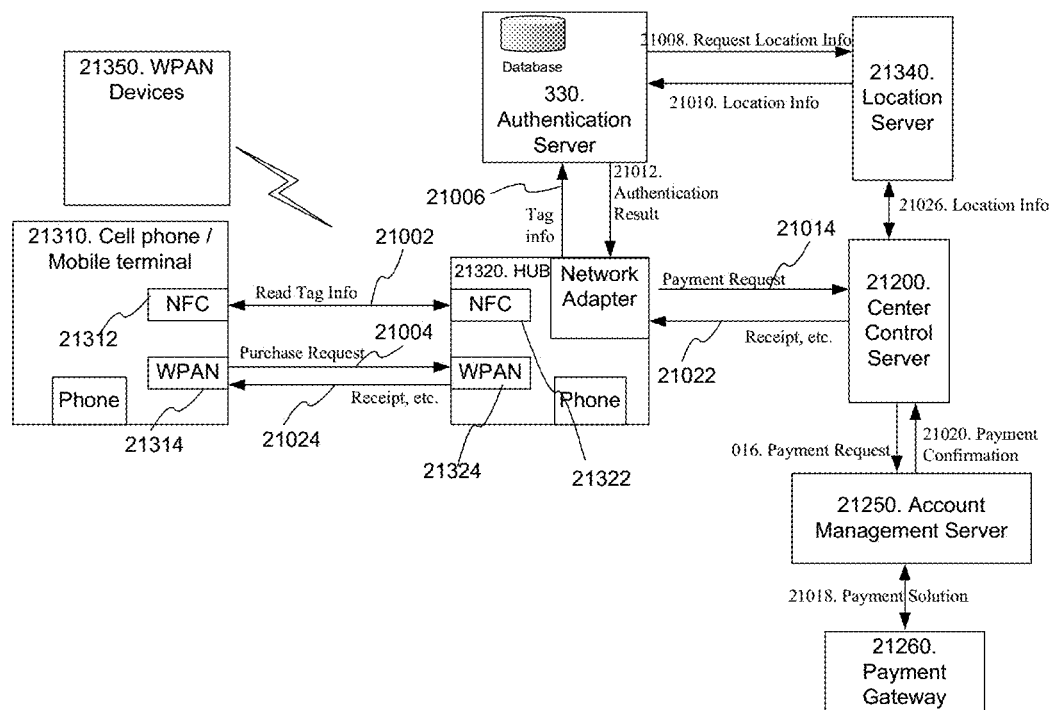 21350. WPAN
Devices
Database
330.
Authentication
Server
21008. Request Location Info
21010. Location Info
21340.
Location
Server
21006
Tag
info
21012.
Authentication
Result
21026. Location Info
21310. Cell phone /
Mobile terminal
21002
NFC
Read Tag Info
21312
21004
Purchase Request
WPAN
Receipt, etc.
Phone
21314
21024
21320. HUB
Network
Adapter
NFC
WPAN
Phone
21324
21322
21014
Payment Request
Receipt, etc.
21022
21200.
Center
Control
Server
016. Payment Request
21020. Payment
Confirmation
21250. Account
Management Server
21018. Payment Solution
21260.
Payment
Gateway